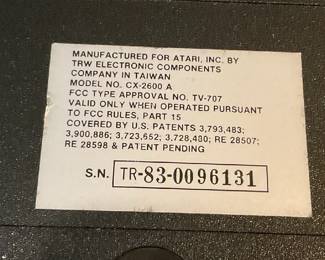 MANUFACTURED FOR ATARI, INC. BY
TRW ELECTRONIC COMPONENTS
COMPANY IN TAIWAN
MODEL NO. CX-2600 A
FCC TYPE APPROVAL NO. TV-707
VALID ONLY WHEN OPERATED PURSUANT
TO FCC RULES, PART 15
COVERED BY U.S. PATENTS 3,793,483;
3,900,886; 3,723,652; 3,728,480; RE 28507;
RE 28598 & PATENT PENDING
S.N. TR-83-0096131